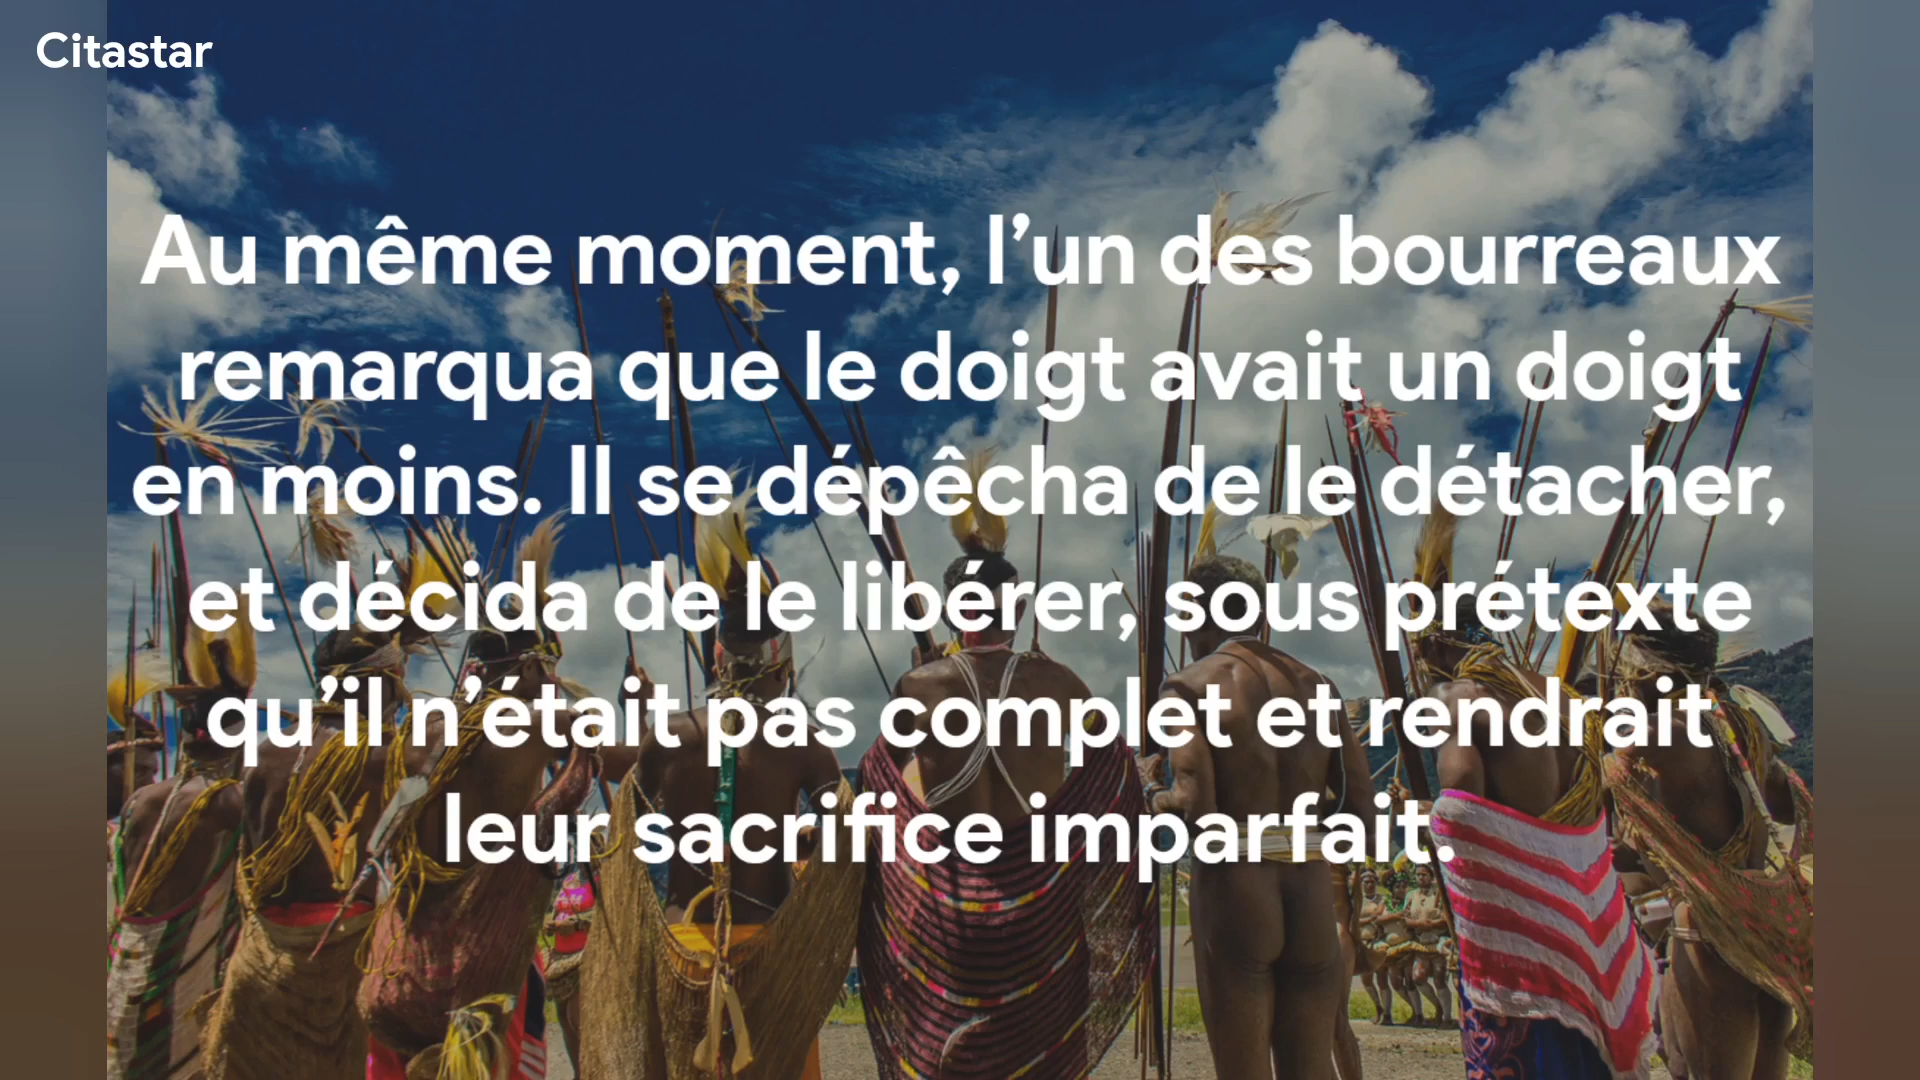 Citastar
Au même moment, l’un des bourreaux
remarqua que le doigt avait un doigt
en moins. Il se dépêcha de le détacher,
et décida de le libérer, sous prétexte
qu’il n’était pas complet et rendrait
leur sacrifice imparfait.